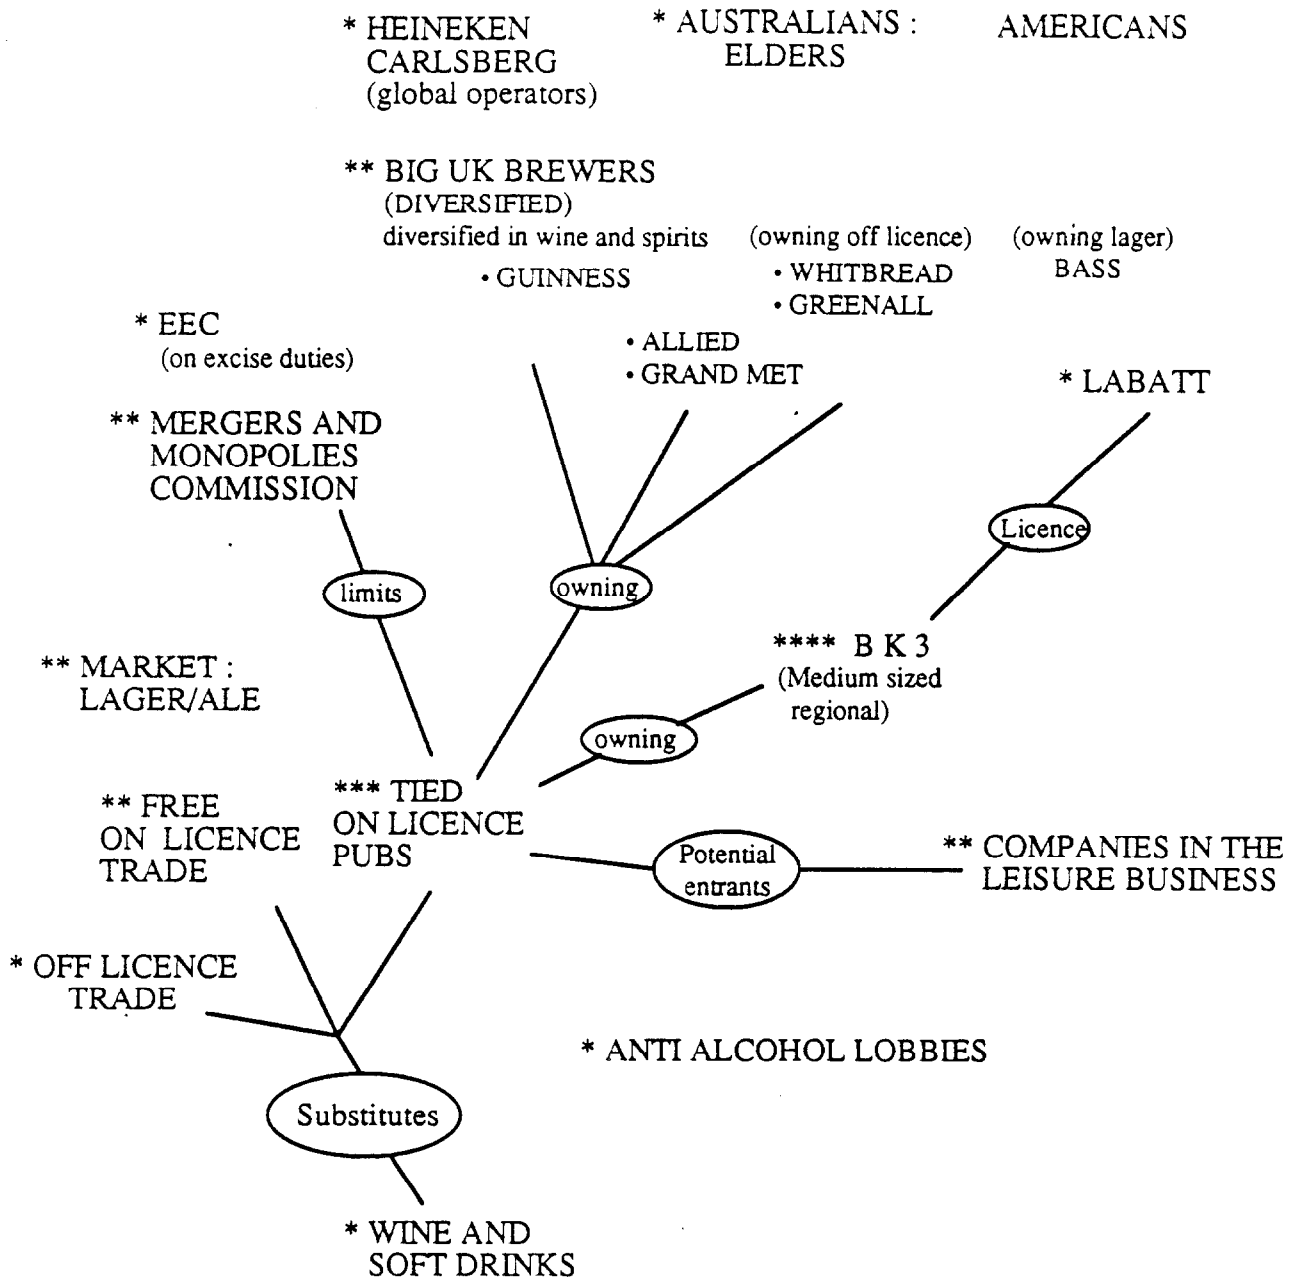 * HEINEKEN
CARLSBERG
(global operators)
* AUSTRALIANS :
ELDERS
AMERICANS
** BIG UK BREWERS
(DIVERSIFIED)
diversified in wine and spirits
• GUINNESS
(owning off licence)
• WHITBREAD
• GREENALL
(owning lager)
BASS
• ALLIED
• GRAND MET
* EEC
(on excise duties)
** MERGERS AND
MONOPOLIES
COMMISSION
* LABATT
Licence
limits
owning
**** B K 3
(Medium sized
regional)
** MARKET :
LAGER/ALE
owning
*** TIED
ON LICENCE
PUBS
** FREE
ON LICENCE
TRADE
Potential
entrants
** COMPANIES IN THE
LEISURE BUSINESS
* OFF LICENCE
TRADE
* ANTI ALCOHOL LOBBIES
Substitutes
* WINE AND
SOFT DRINKS